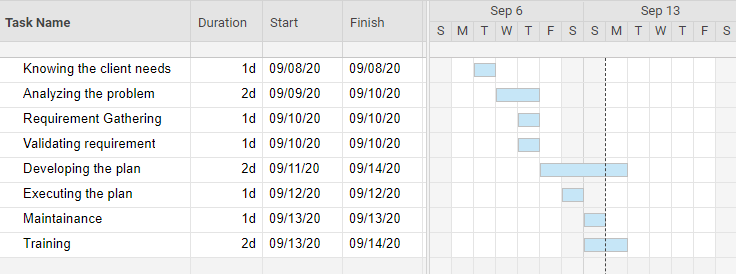 Sep 6 Sep 13
Task Name Duration Start Finish
S M T W T F S S M T W T F S
Knowing the client needs 1d 09/08/20 09/08/20
Analyzing the problem 2d 09/09/20 09/10/20
Requirement Gathering 1d 09/10/20 09/10/20
Validating requirement 1d 09/10/20 09/10/20
Developing the plan 2d 09/11/20 09/14/20
Executing the plan 1d 09/12/20 09/12/20
Maintainance 1d 09/13/20 09/13/20
Training 2d 09/13/20 09/14/20